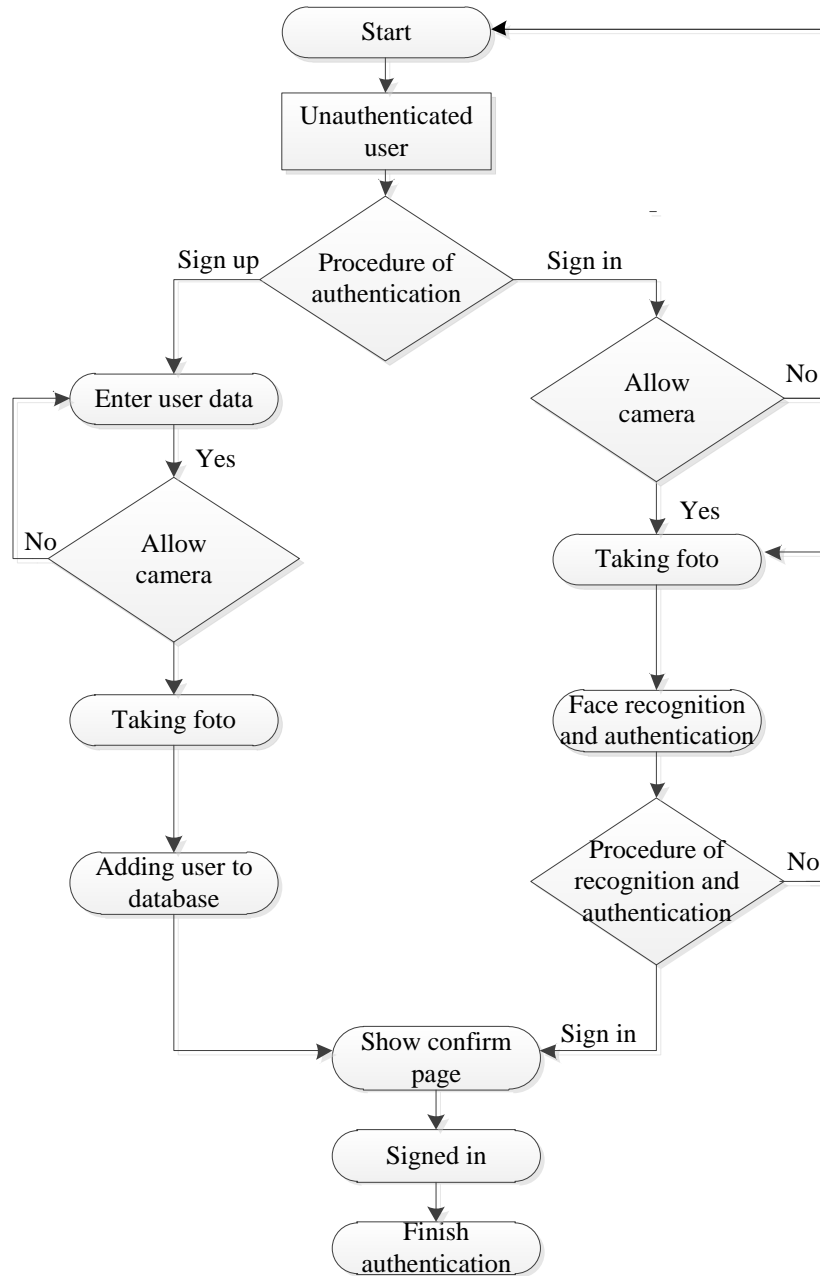 Start
Unauthenticated
user
Sign up
Procedure of
authentication
Sign in
Enter user data
Allow
camera
No
Yes
No
Allow
camera
Yes
Taking foto
Taking foto
Face recognition
and authentication
Adding user to
database
Procedure of
recognition and
authentication
No
Show confirm
page
Sign in
Signed in
Finish
authentication